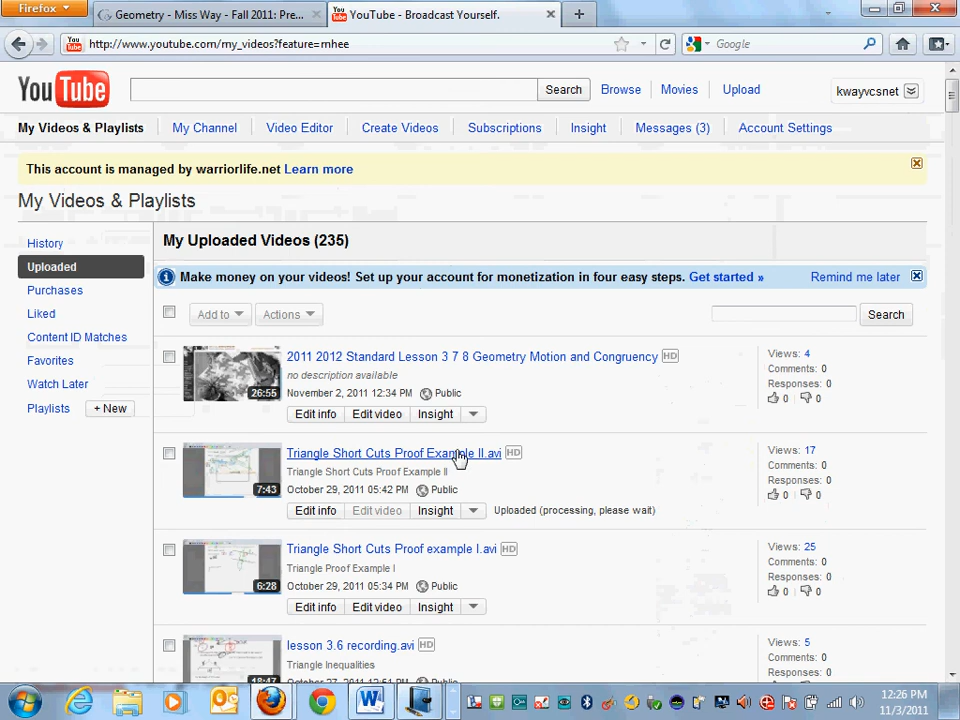 Firefox
Geometry - Miss Way - Fall 2011: Pre...
YouTube - Broadcast Yourself.
http://www.youtube.com/my_videos?feature=mhee
Google
YouTube
Search
Browse
Movies
Upload
kwayvcsnet
My Videos & Playlists
My Channel
Video Editor
Create Videos
Subscriptions
Insight
Messages (3)
Account Settings
This account is managed by warriorlife.net Learn more
My Videos & Playlists
History
Uploaded
Purchases
Liked
Content ID Matches
Favorites
Watch Later
Playlists
+ New
My Uploaded Videos (235)
Make money on your videos! Set up your account for monetization in four easy steps. Get started »
Remind me later
Add to
Actions
Search
26:55
2011 2012 Standard Lesson 3 7 8 Geometry Motion and Congruency HD
no description available
November 2, 2011 12:34 PM Public
Edit info Edit video Insight
Views: 4
Comments: 0
Responses: 0
0 0
7:43
Triangle Short Cuts Proof Example II.avi HD
Triangle Short Cuts Proof Example II
October 29, 2011 05:42 PM Public
Edit info Edit video Insight Uploaded (processing, please wait)
Views: 17
Comments: 0
Responses: 0
0 0
6:28
Triangle Short Cuts Proof example I.avi HD
Triangle Proof Example I
October 29, 2011 05:34 PM Public
Edit info Edit video Insight
Views: 25
Comments: 0
Responses: 0
0 0
lesson 3.6 recording.avi HD
Triangle Inequalities
Views: 5
Comments: 0
12:26 PM
11/3/2011